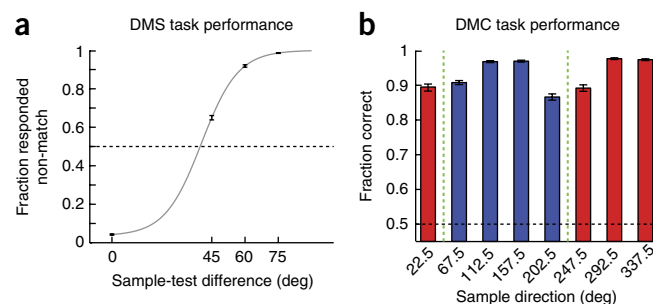 a
DMS task performance
Fraction responded
non-match
1
0.8
0.6
0.4
0.2
0
0
45
60
75
Sample-test difference (deg)
b
DMC task performance
Fraction correct
1
0.9
0.8
0.7
0.6
0.5
22.5
67.5
112.5
157.5
202.5
247.5
292.5
337.5
Sample direction (deg)